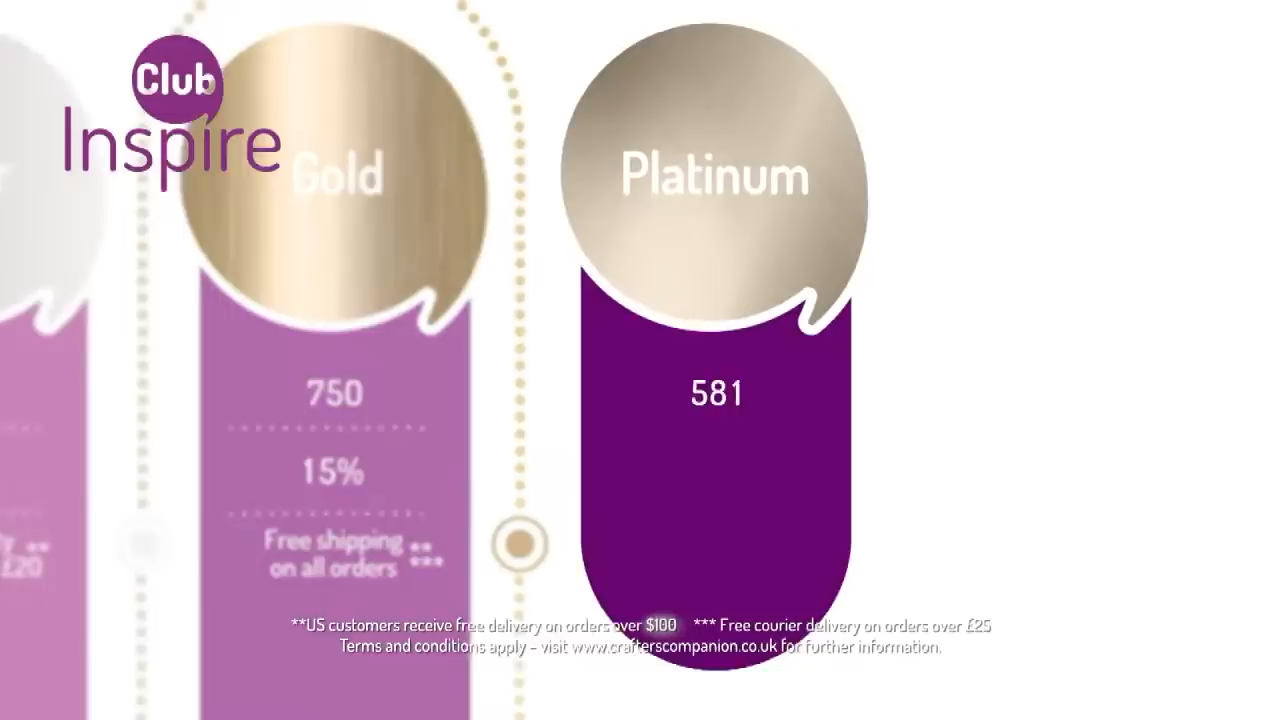 Club
Inspire
Gold
Platinum
750
581
15%
Free shipping **
on all orders ***
**
£20
**US customers receive free delivery on orders over $100 *** Free courier delivery on orders over £25
Terms and conditions apply - visit www.crafterscompanion.co.uk for further information.